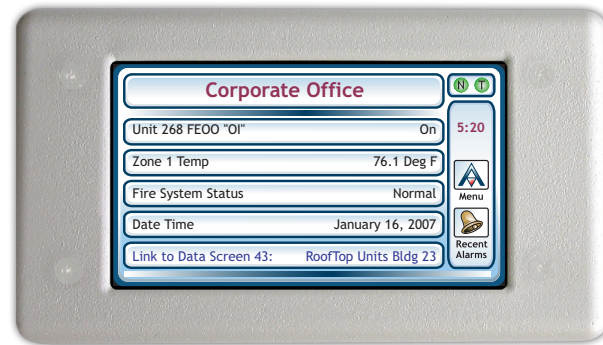 Corporate Office
N T
Unit 268 FEOO "OI" On
5:20
Zone 1 Temp 76.1 Deg F
Fire System Status Normal
Menu
Date Time January 16, 2007
Link to Data Screen 43: RoofTop Units Bldg 23
Recent
Alarms